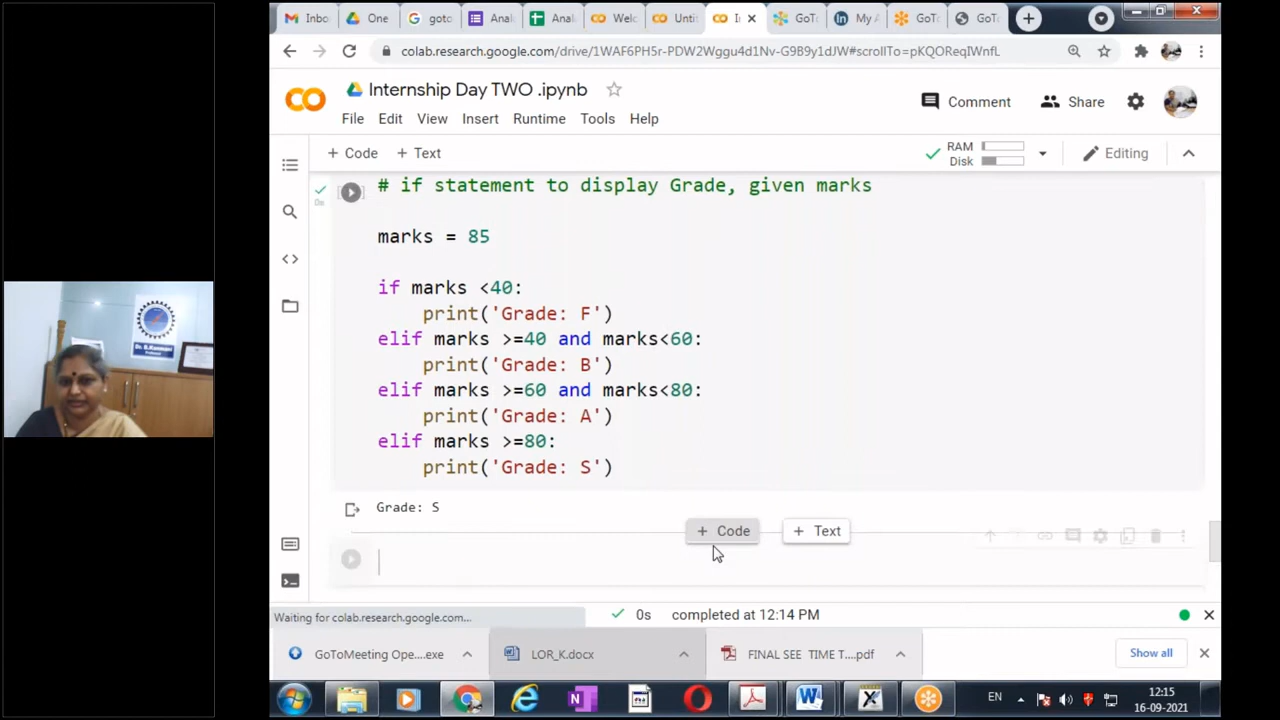 Inbo
One
goto
Anal
Anal
Welc
Unti
GoTo
My A
GoTo
GoTo
colab.research.google.com/drive/1WAF6PH5r-PDW2Wggu4d1Nv-G9B9y1dJW#scrollTo=pKQOReqIWnfL
Internship Day TWO .ipynb
Comment
Share
File Edit View Insert Runtime Tools Help
+ Code + Text
RAM
Disk
Editing
# if statement to display Grade, given marks
0s
marks = 85
if marks <40:
print('Grade: F')
elif marks >=40 and marks<60:
print('Grade: B')
elif marks >=60 and marks<80:
print('Grade: A')
elif marks >=80:
print('Grade: S')
Grade: S
+ Code + Text
Waiting for colab.research.google.com...
0s completed at 12:14 PM
GoToMeeting Ope....exe
LOR_K.docx
FINAL SEE TIME T....pdf
Show all
EN
12:15
16-09-2021